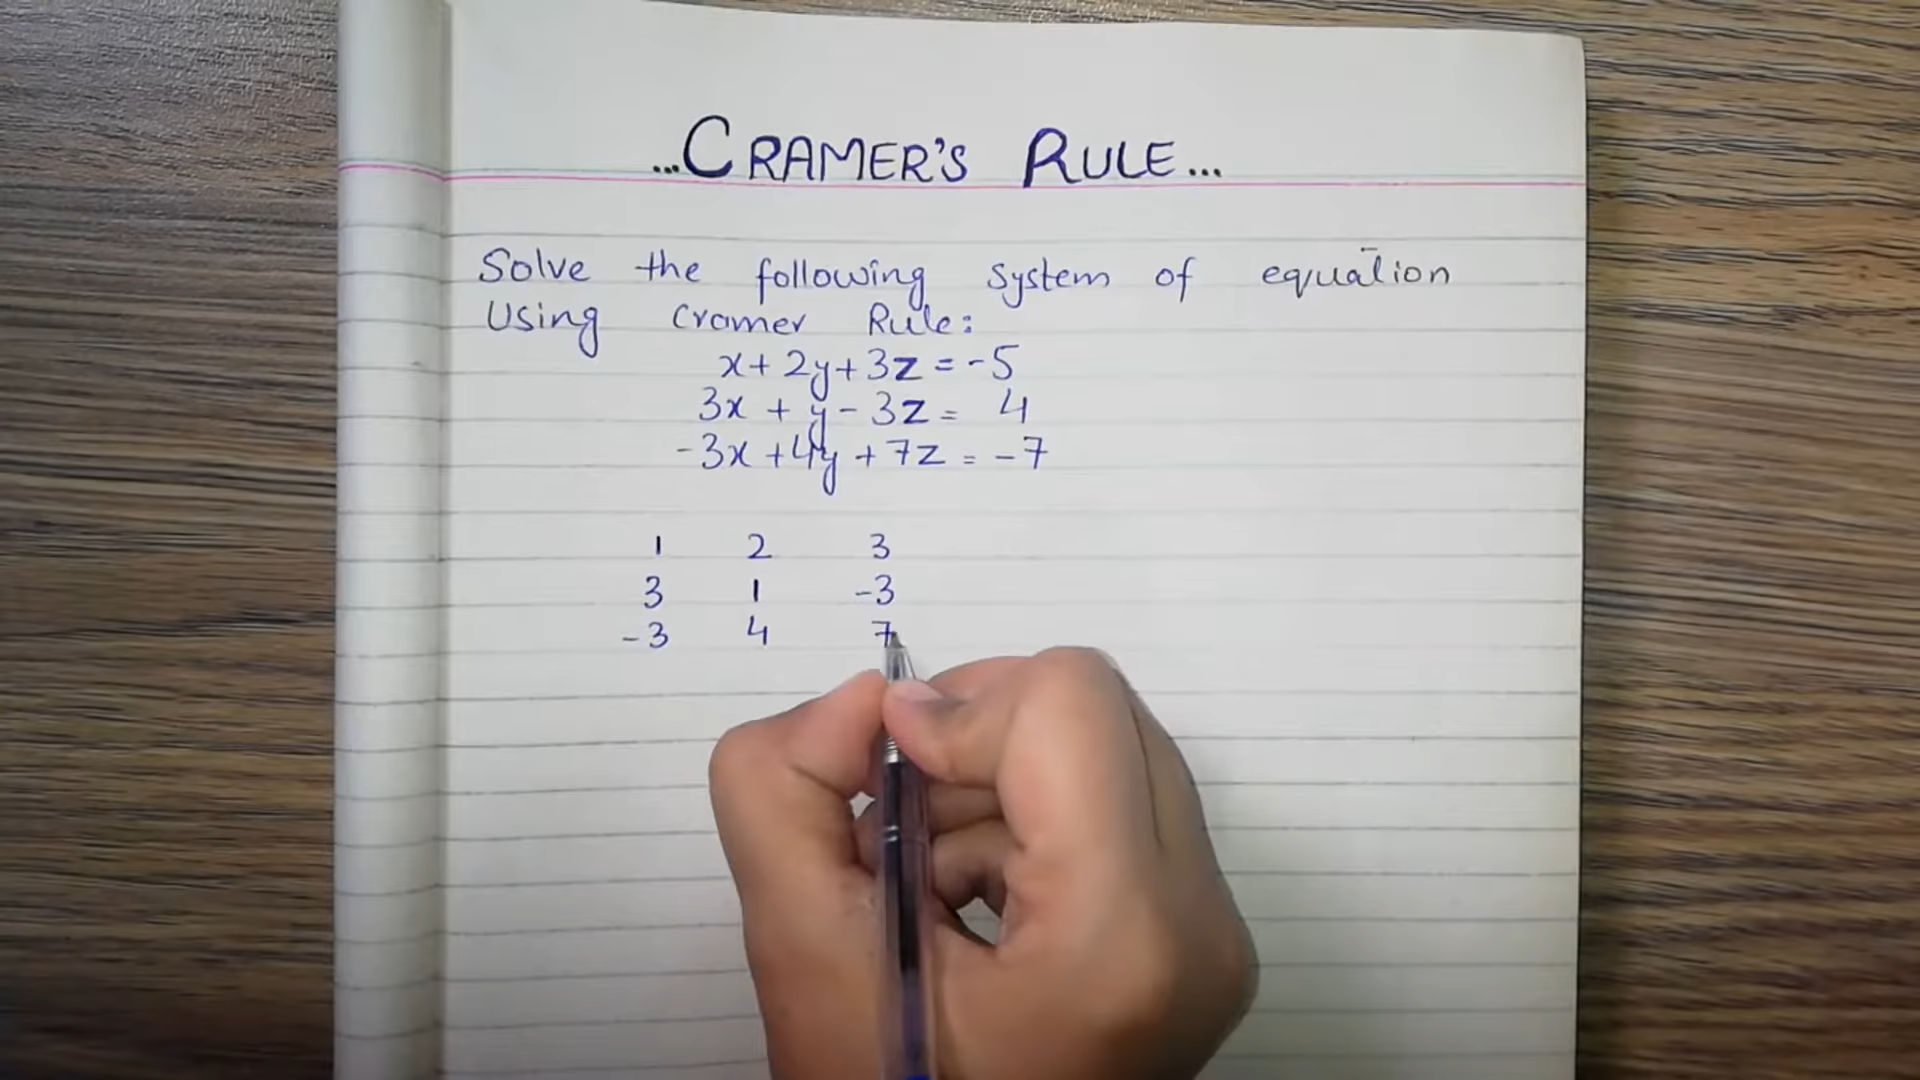 ...CRAMER'S RULE...
Solve the following system of equation
Using Cramer Rule:
x + 2y + 3z = -5
3x + y - 3z = 4
-3x + 4y + 7z = -7
1 2 3
3 1 -3
-3 4 7